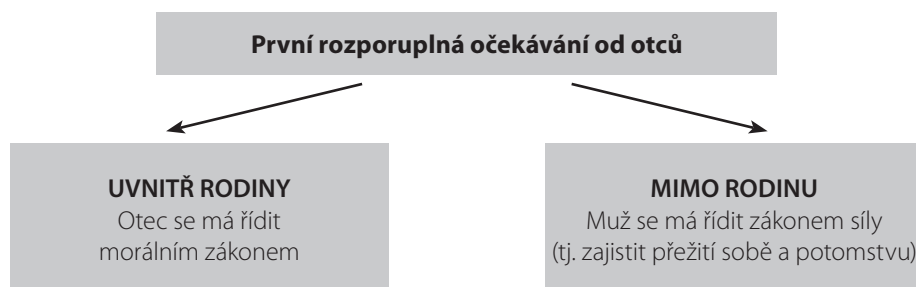 První rozporuplná očekávání od otců
UVNITŘ RODINY
Otec se má řídit
morálním zákonem
MIMO RODINU
Muž se má řídit zákonem síly
(tj. zajistit přežití sobě a potomstvu)